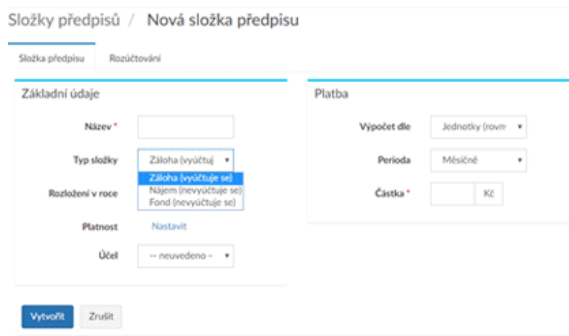 Složky předpisů / Nová složka předpisu
Složka předpisu Rozúčtování
Základní údaje
Název *
Typ složky Záloha (vyúčtuj
Záloha (vyúčtuje se)
Nájem (nevyúčtuje se)
Fond (nevyúčtuje se)
Rozložení v roce
Platnost Nastavit
Účel -- neuvedeno -
Platba
Výpočet dle Jednotky (rovn
Perioda Měsíčně
Částka * Kč
Vytvořit Zrušit